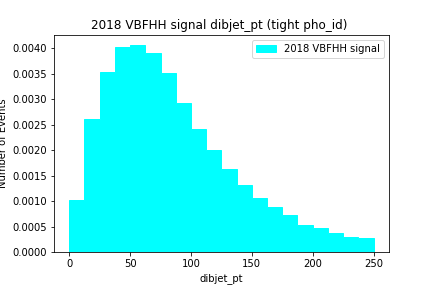 2018 VBFHH signal dibjet_pt (tight pho_id)
2018 VBFHH signal
0.0040
0.0035
0.0030
0.0025
0.0020
0.0015
0.0010
0.0005
0.0000
Number of Events
0 50 100 150 200 250
dibjet_pt